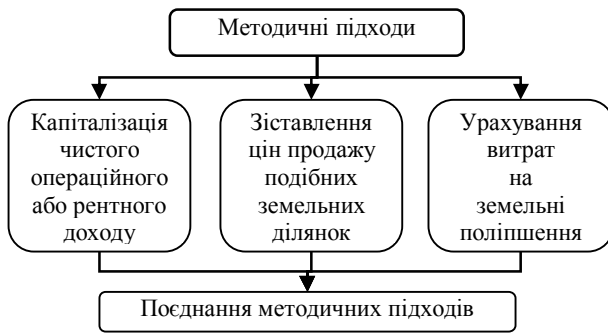 Методичні підходи
Капіталізація
чистого
операційного
або рентного
доходу
Зіставлення
цін продажу
подібних
земельних
ділянок
Урахування
витрат
на
земельні
поліпшення
Поєднання методичних підходів